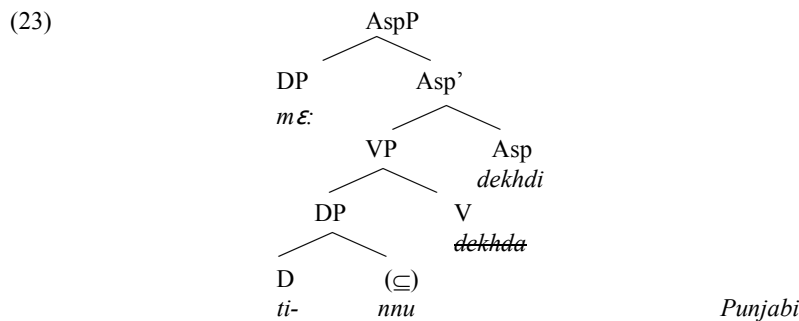 (23) AspP
DP Asp’
mɛ:
VP Asp
dekhdi
DP V
dekhda
D (⊆)
ti- nnu Punjabi